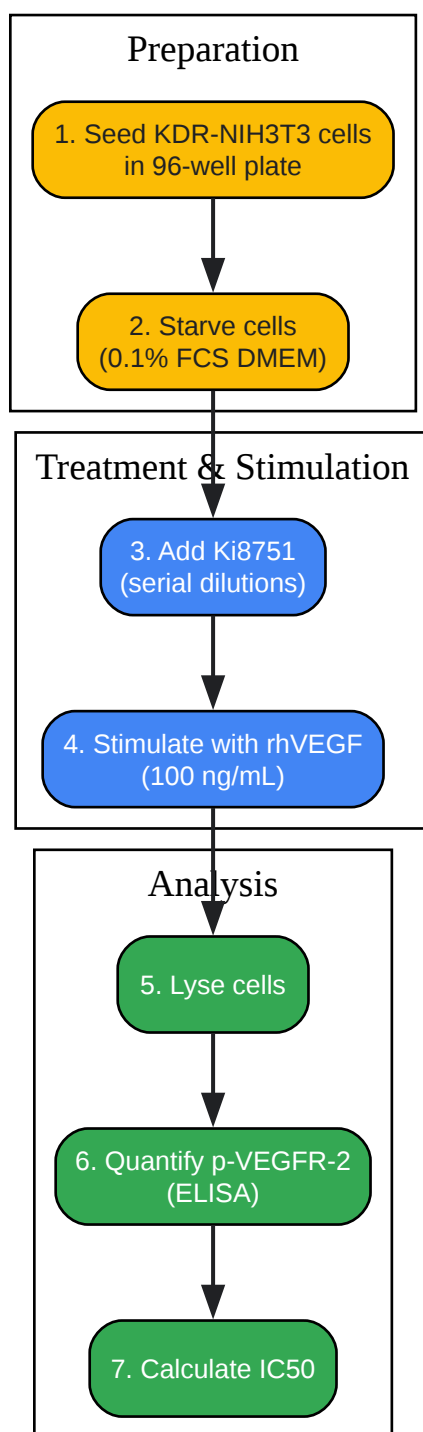 Preparation
1. Seed KDR-NIH3T3 cells
in 96-well plate
2. Starve cells
(0.1% FCS DMEM)
Treatment & Stimulation
3. Add Ki8751
(serial dilutions)
4. Stimulate with rhVEGF
(100 ng/mL)
Analysis
5. Lyse cells
6. Quantify p-VEGFR-2
(ELISA)
7. Calculate IC50